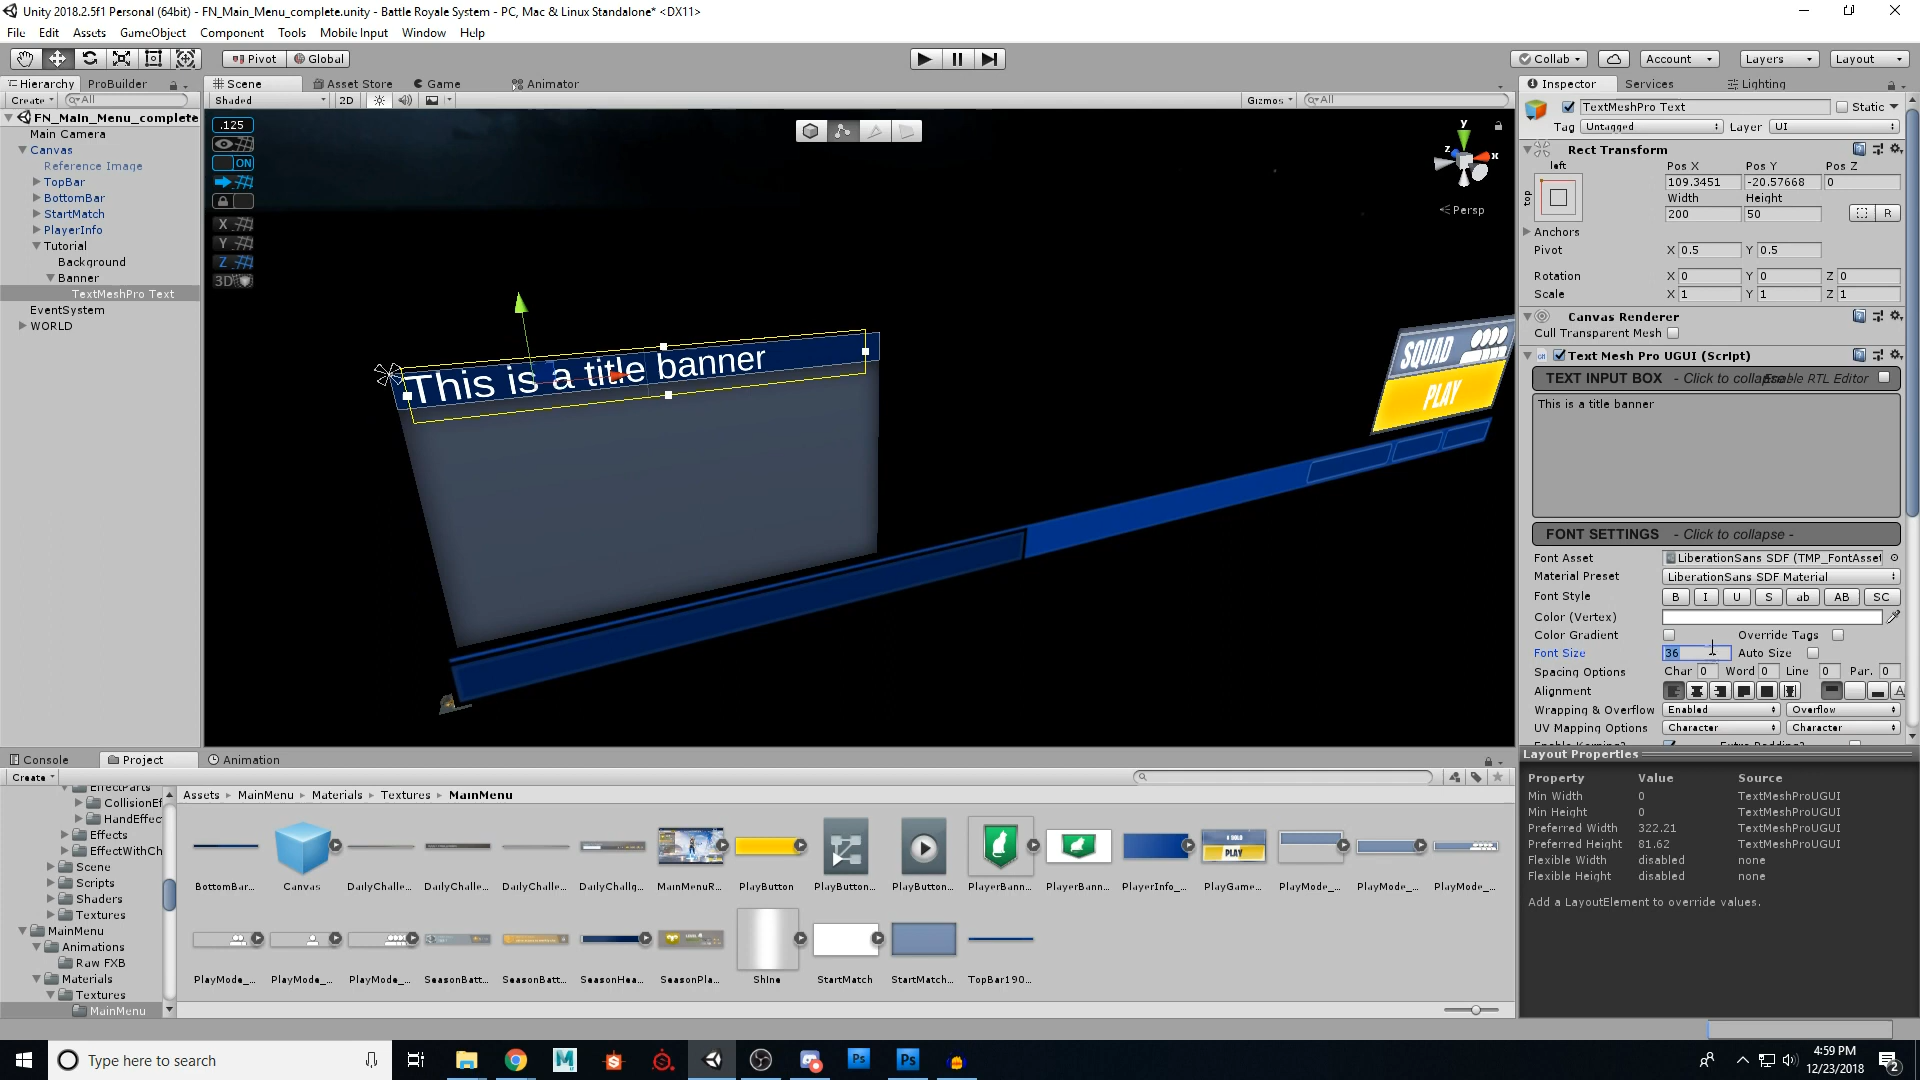 Unity 2018.2.5f1 Personal (64bit) - FN_Main_Menu_complete.unity - Battle Royale System - PC, Mac & Linux Standalone* <DX11>
File Edit Assets GameObject Component Tools Mobile Input Window Help
Pivot Global Collab Account Layers Layout
Hierarchy ProBuilder Scene Asset Store Game Animator Inspector Services Lighting
Create All Shaded 2D Gizmos All
FN_Main_Menu_complete
Main Camera
Canvas
Reference Image
TopBar
BottomBar
StartMatch
PlayerInfo
Tutorial
Background
Banner
TextMeshPro Text
EventSystem
WORLD
.125
ON
X
Y
Z
3D
y
z x
Persp
This is a title banner
SQUAD
PLAY
TextMeshPro Text Static
Tag Untagged Layer UI
Rect Transform
left Pos X Pos Y Pos Z
top 109.3451 -20.57668 0
Width Height
200 50 R
Anchors
Pivot X 0.5 Y 0.5
Rotation X 0 Y 0 Z 0
Scale X 1 Y 1 Z 1
Canvas Renderer
Cull Transparent Mesh
Text Mesh Pro UGUI (Script)
TEXT INPUT BOX - Click to collapse Enable RTL Editor
This is a title banner
FONT SETTINGS - Click to collapse -
Font Asset LiberationSans SDF (TMP_FontAsset
Material Preset LiberationSans SDF Material
Font Style B I U S ab AB SC
Color (Vertex)
Color Gradient Override Tags
Font Size 36 Auto Size
Spacing Options Char 0 Word 0 Line 0 Par. 0
Alignment
Wrapping & Overflow Enabled Overflow
UV Mapping Options Character Character
Enable Kerning? Extra Padding?
Layout Properties
Property Value Source
Min Width 0 TextMeshProUGUI
Min Height 0 TextMeshProUGUI
Preferred Width 322.21 TextMeshProUGUI
Preferred Height 81.62 TextMeshProUGUI
Flexible Width disabled none
Flexible Height disabled none
Add a LayoutElement to override values.
Console Project Animation
Create
EffectParts
CollisionEf
HandEffec
Effects
EffectWithCh
Scene
Scripts
Shaders
Textures
MainMenu
Animations
Raw FXB
Materials
Textures
MainMenu
Assets MainMenu Materials Textures MainMenu
BottomBar... Canvas DailyChalle... DailyChalle... DailyChalle... DailyChallg... MainMenuR... PlayButton PlayButton... PlayButton... PlayerBann... PlayerBann... PlayerInfo_... PlayGame... PlayMode_... PlayMode_... PlayMode_...
PlayMode_... PlayMode_... PlayMode_... SeasonBatt... SeasonBatt... SeasonHea... SeasonPla... Shine StartMatch StartMatch... TopBar190...
Type here to search
Ps Ps
4:59 PM
12/23/2018
2